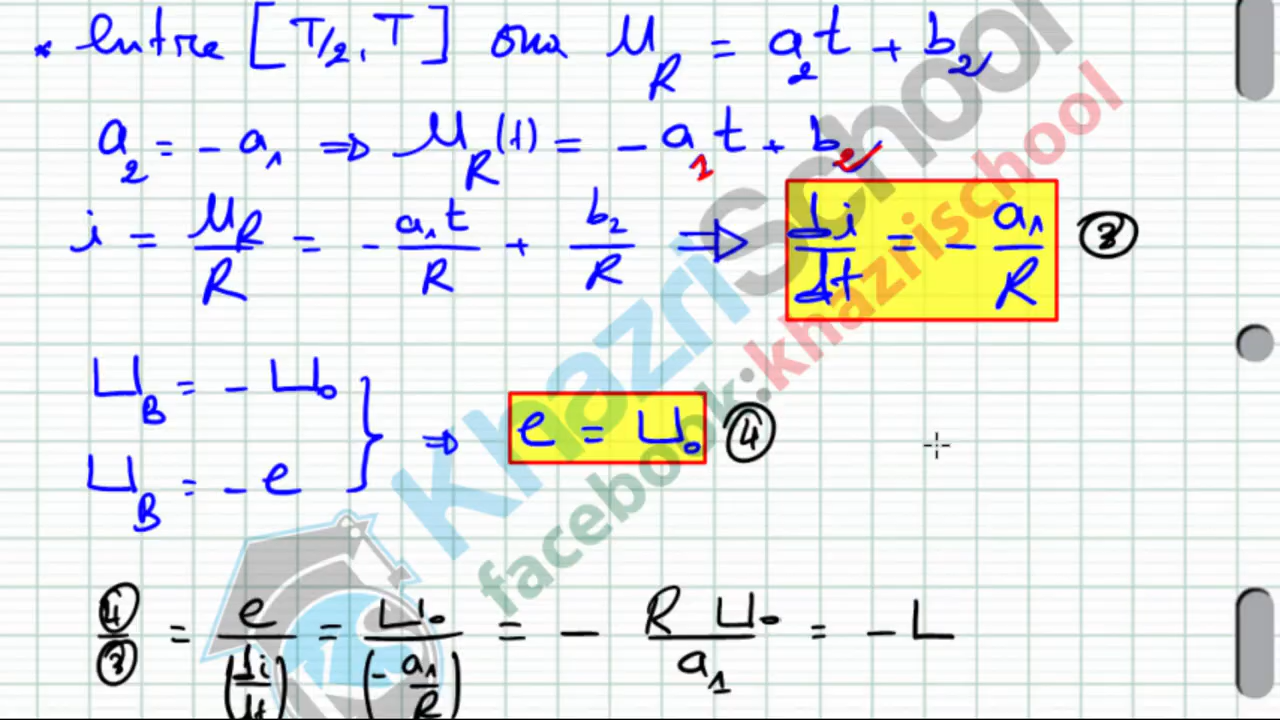 * Entre [T/2, T] on a u_R = a_2 t + b_2
a_2 = - a_1 ⇒ u_R(t) = - a_1 t + b_2
i = u_R / R = - a_1 t / R + b_2 / R ⇒ di/dt = - a_1 / R ③
U_B = - U_0
U_B = - e } ⇒ e = U_0 ④
④/③ = e / (di/dt) = U_0 / (- a_1 / R) = - R U_0 / a_1 = - L
KhazriSchool
facebook:khazrischool
KS